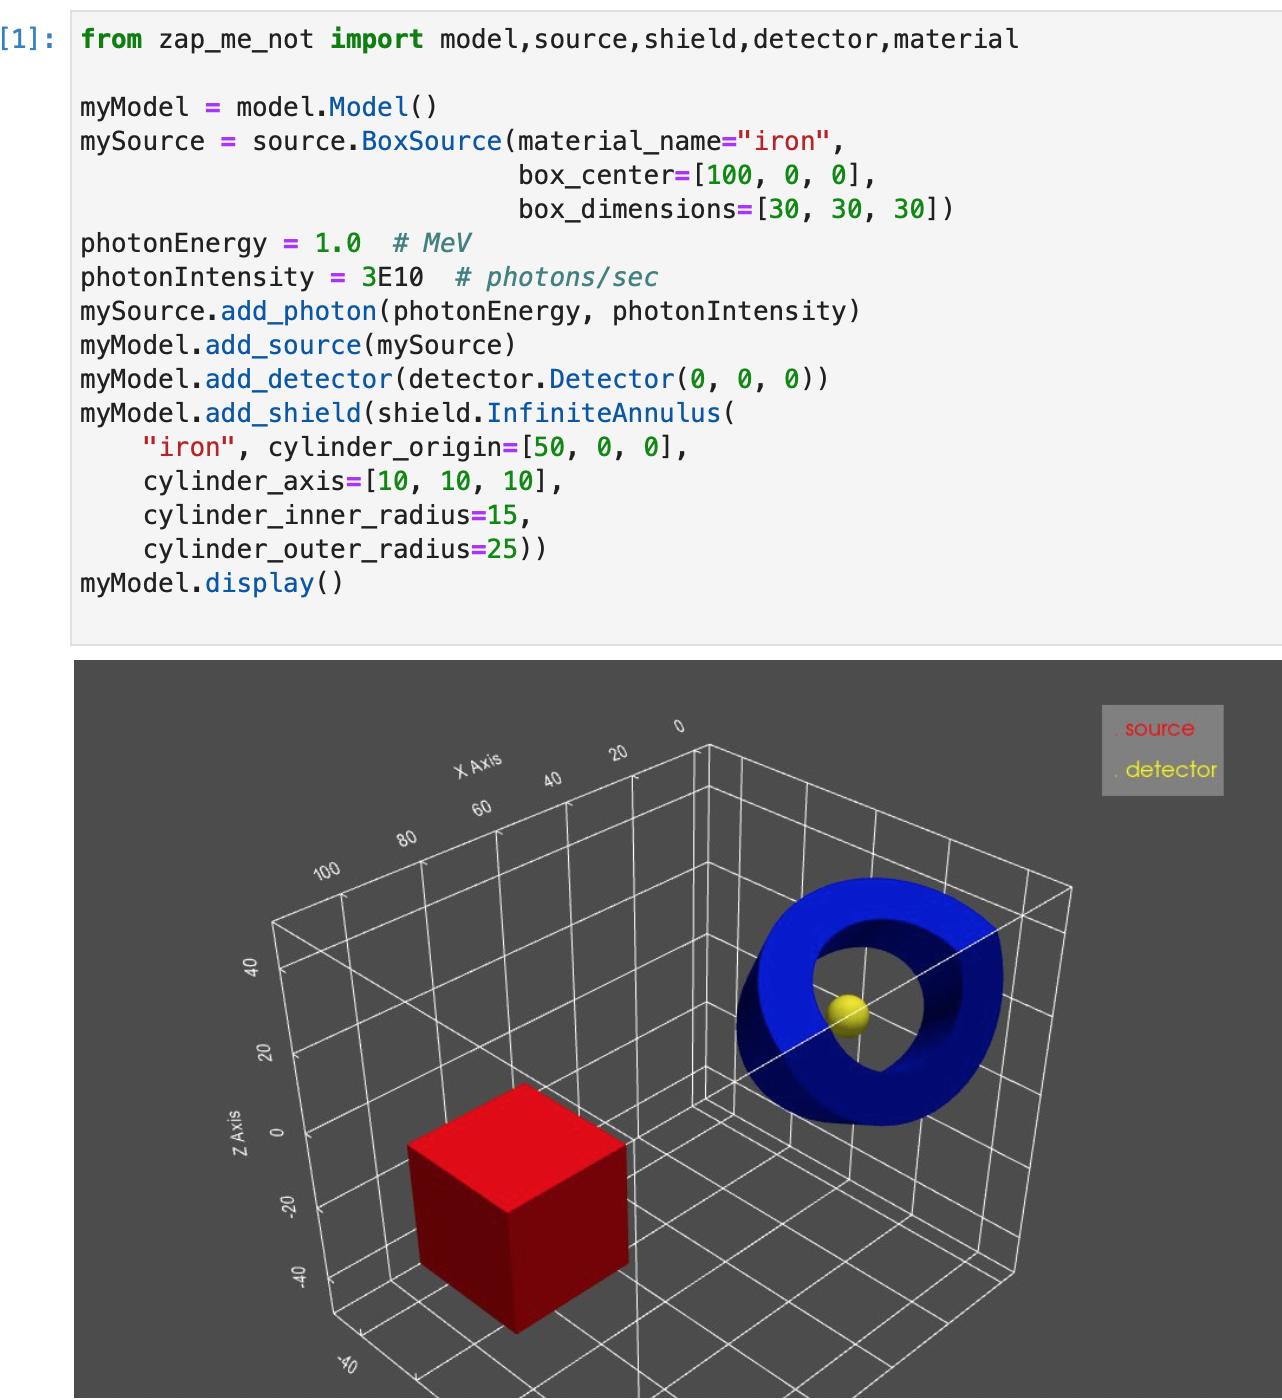 [1]: from zap_me_not import model,source,shield,detector,material
myModel = model.Model()
mySource = source.BoxSource(material_name="iron",
box_center=[100, 0, 0],
box_dimensions=[30, 30, 30])
photonEnergy = 1.0  # MeV
photonIntensity = 3E10  # photons/sec
mySource.add_photon(photonEnergy, photonIntensity)
myModel.add_source(mySource)
myModel.add_detector(detector.Detector(0, 0, 0))
myModel.add_shield(shield.InfiniteAnnulus(
"iron", cylinder_origin=[50, 0, 0],
cylinder_axis=[10, 10, 10],
cylinder_inner_radius=15,
cylinder_outer_radius=25))
myModel.display()
source
detector
X Axis
0
20
40
60
80
100
40
20
0
-20
-40
Z Axis
-40